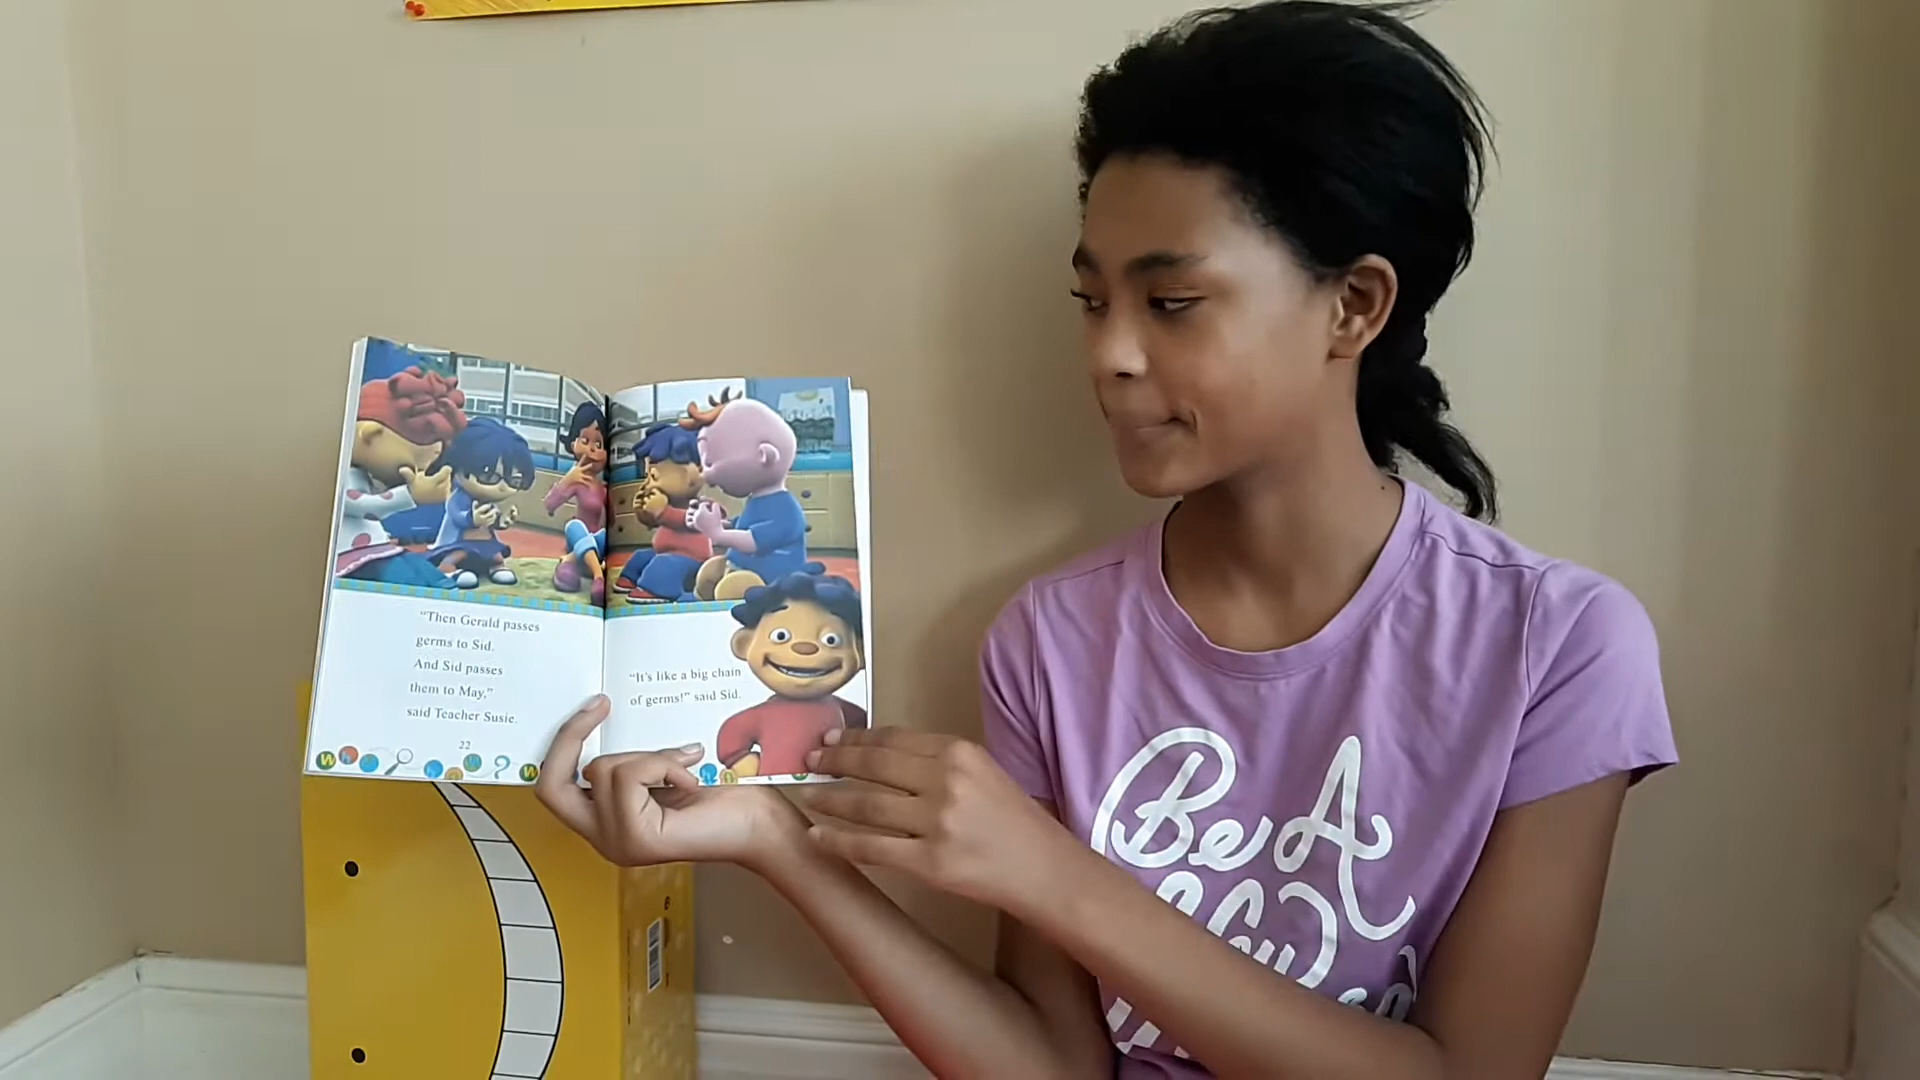 “Then Gerald passes
germs to Sid.
And Sid passes
them to May,”
said Teacher Susie.
22
“It’s like a big chain
of germs!” said Sid.
Be A